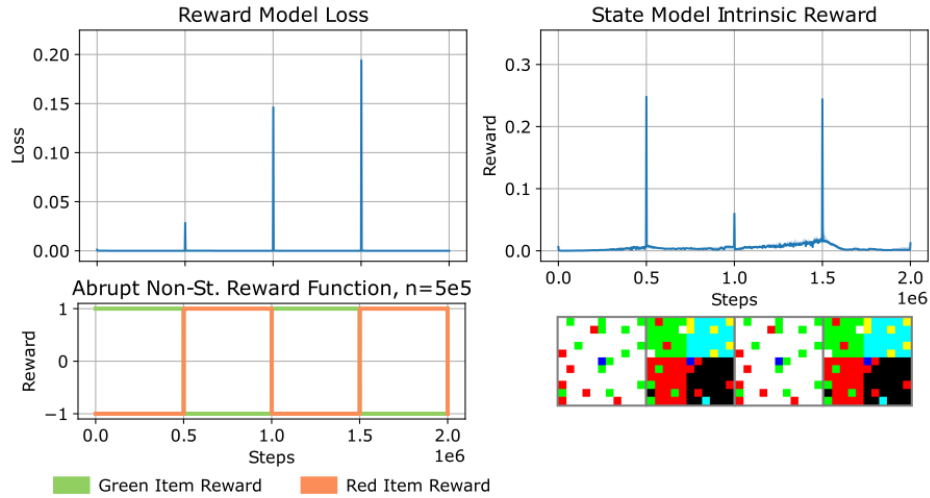 Reward Model Loss
0.20
0.15
0.10
0.05
0.00
Loss
Abrupt Non-St. Reward Function, n=5e5
1
0
−1
Reward
0.0 0.5 1.0 1.5 2.0
1e6
Steps
Green Item Reward Red Item Reward
State Model Intrinsic Reward
0.3
0.2
0.1
0.0
Reward
0.0 0.5 1.0 1.5 2.0
Steps
1e6